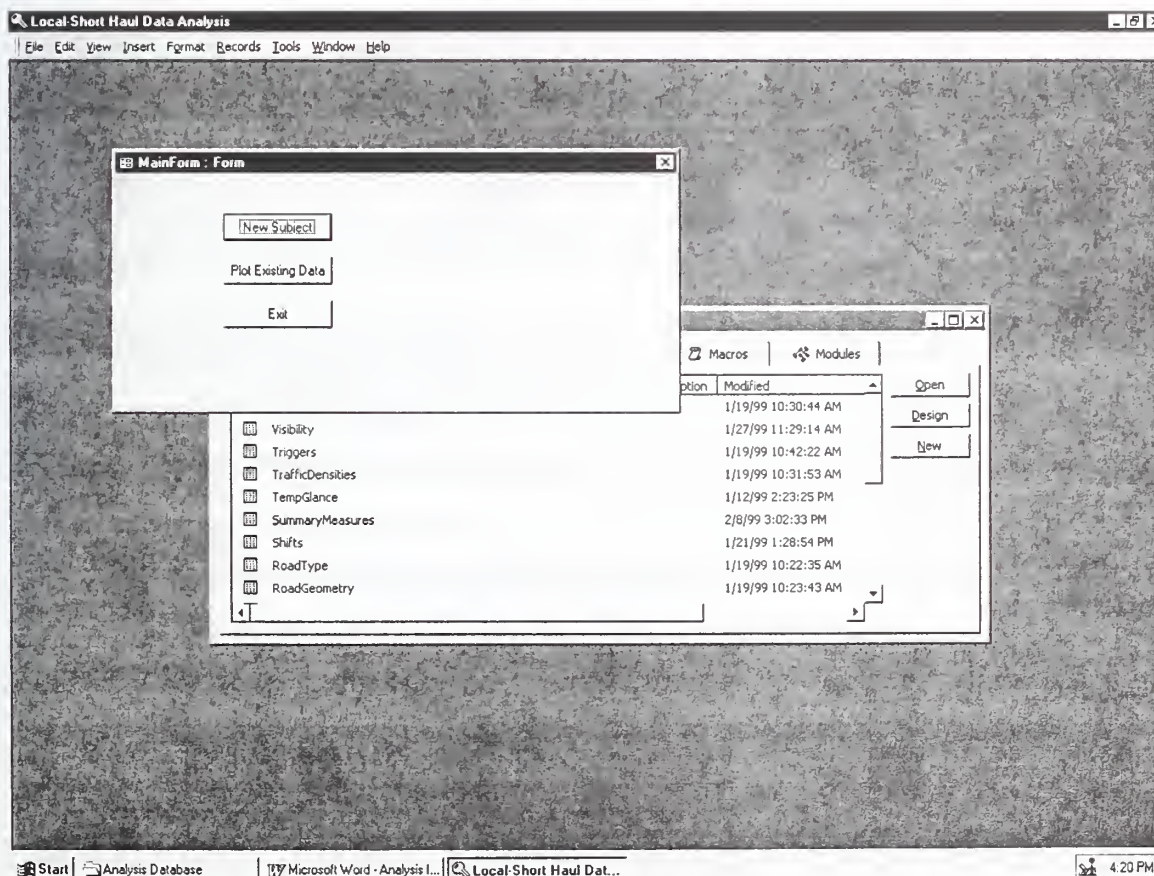 Local-Short Haul Data Analysis
File Edit View Insert Format Records Tools Window Help
MainForm : Form
New Subject
Plot Existing Data
Exit
Macros Modules
ption Modified
1/19/99 10:30:44 AM
Visibility 1/27/99 11:29:14 AM
Triggers 1/19/99 10:42:22 AM
TrafficDensities 1/19/99 10:31:53 AM
TempGlance 1/12/99 2:23:25 PM
SummaryMeasures 2/8/99 3:02:33 PM
Shifts 1/21/99 1:28:54 PM
RoadType 1/19/99 10:22:35 AM
RoadGeometry 1/19/99 10:23:43 AM
Open
Design
New
Start Analysis Database Microsoft Word - Analysis I... Local-Short Haul Dat... 4:20 PM